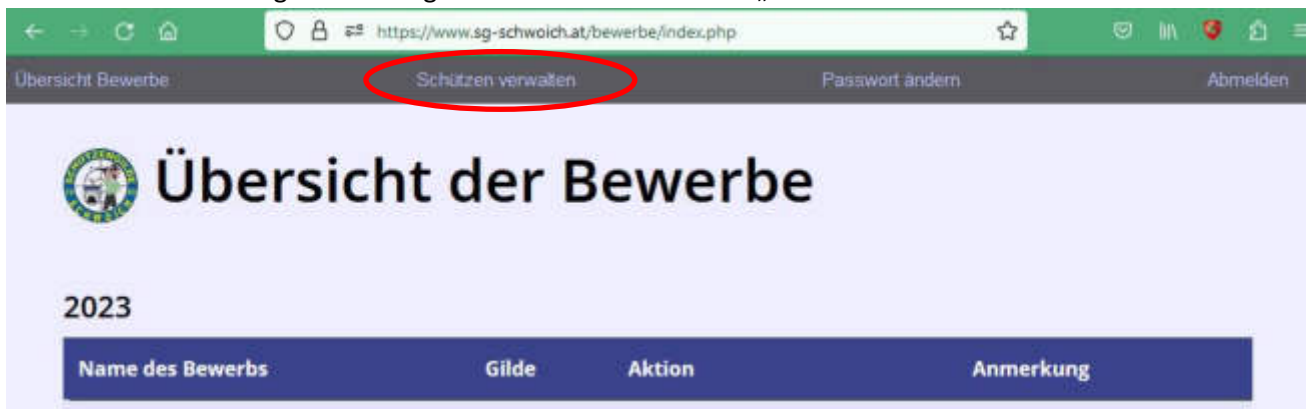 https://www.sg-schwoich.at/bewerbe/index.php
Übersicht Bewerbe Schützen verwalten Passwort ändern Abmelden
Übersicht der Bewerbe
2023
Name des Bewerbs Gilde Aktion Anmerkung